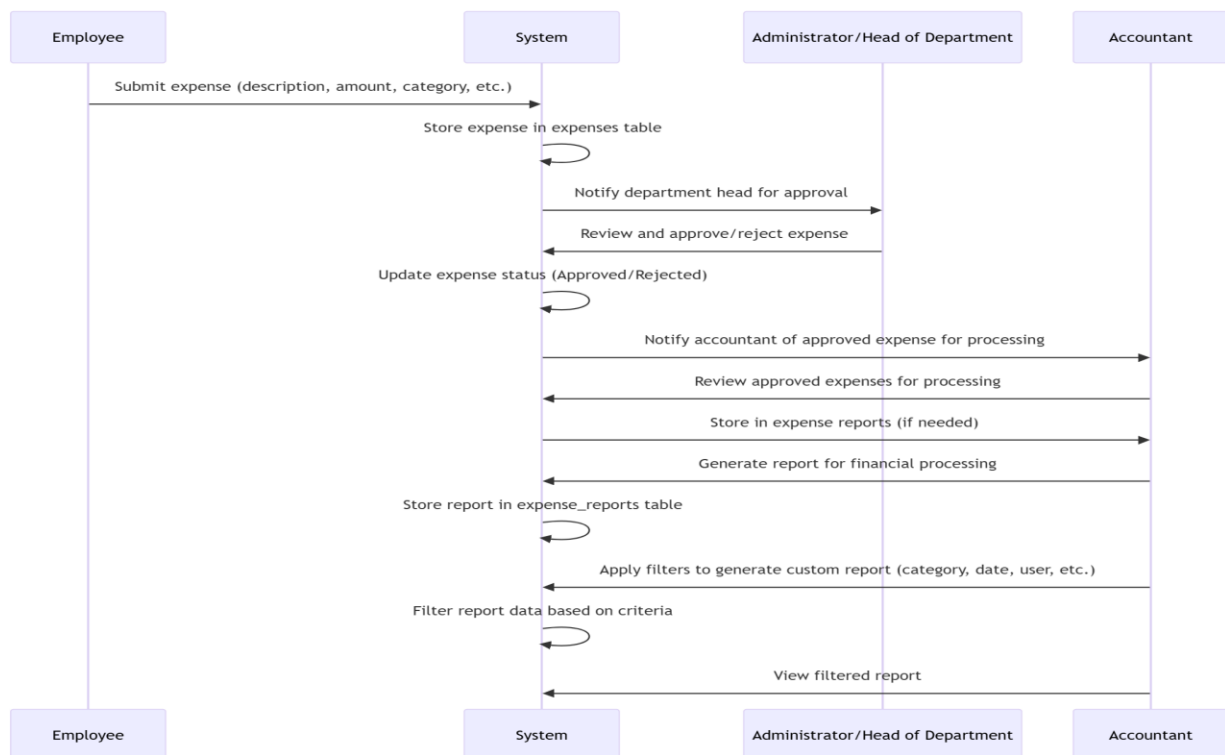 Employee
System
Administrator/Head of Department
Accountant
Submit expense (description, amount, category, etc.)
Store expense in expenses table
Notify department head for approval
Review and approve/reject expense
Update expense status (Approved/Rejected)
Notify accountant of approved expense for processing
Review approved expenses for processing
Store in expense reports (if needed)
Generate report for financial processing
Store report in expense_reports table
Apply filters to generate custom report (category, date, user, etc.)
Filter report data based on criteria
View filtered report
Employee
System
Administrator/Head of Department
Accountant